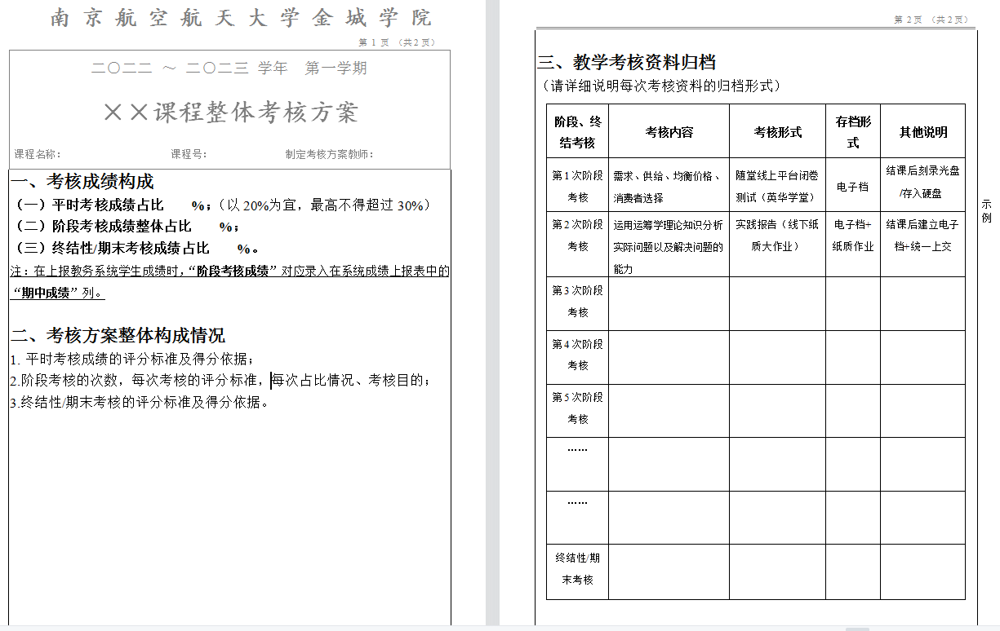 南京航空航天大学金城学院
第 1 页 （共2 页）
二〇二二 ～ 二〇二三 学年 第一学期
××课程整体考核方案
课程名称： 课程号： 制定考核方案教师：
一、考核成绩构成
（一）平时考核成绩占比 %；（以 20%为宜，最高不得超过 30%）
（二）阶段考核成绩整体占比 %；
（三）终结性/期末考核成绩占比 %。
注：在上报教务系统学生成绩时，“阶段考核成绩”对应录入在系统成绩上报表中的
“期中成绩”列。
二、考核方案整体构成情况
1. 平时考核成绩的评分标准及得分依据；
2.阶段考核的次数，每次考核的评分标准，每次占比情况、考核目的；
3.终结性/期末考核的评分标准及得分依据。
第 2 页 （共 2 页）
三、教学考核资料归档
（请详细说明每次考核资料的归档形式）
阶段、终
结考核
考核内容
考核形式
存档形
式
其他说明
第 1 次阶段
考核
需求、供给、均衡价格、
消费者选择
随堂线上平台闭卷
测试（英华学堂）
电子档
结课后刻录光盘
/存入硬盘
第 2 次阶段
考核
运用运筹学理论知识分析
实际问题以及解决问题的
能力
实践报告（线下纸
质大作业）
电子档+
纸质作业
结课后建立电子
档+统一上交
第 3 次阶段
考核
第 4 次阶段
考核
第 5 次阶段
考核
……
……
终结性/期
末考核
示
例